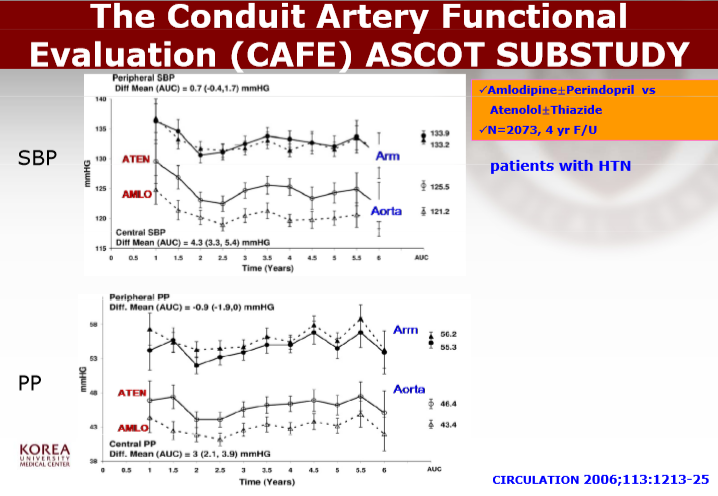 The Conduit Artery Functional
Evaluation (CAFE) ASCOT SUBSTUDY
SBP
Peripheral SBP
Diff Mean (AUC) = 0.7 (-0.4,1.7) mmHG
140
135
130
125
120
115
mmHG
ATEN
AMLO
Arm
Aorta
133.9
133.2
125.5
121.2
Central SBP
Diff Mean (AUC) = 4.3 (3.3, 5.4) mmHG
0 0.5 1 1.5 2 2.5 3 3.5 4 4.5 5 5.5 6 AUC
Time (Years)
✓Amlodipine±Perindopril vs
Atenolol±Thiazide
✓N=2073, 4 yr F/U
patients with HTN
PP
Peripheral PP
Diff. Mean (AUC) = -0.9 (-1.9,0) mmHG
58
53
48
43
38
mmHG
ATEN
AMLO
Arm
Aorta
56.2
55.3
46.4
43.4
Central PP
Diff. Mean (AUC) = 3 (2.1, 3.9) mmHG
0 0.5 1 1.5 2 2.5 3 3.5 4 4.5 5 5.5 6 AUC
Time (Years)
KOREA
UNIVERSITY
MEDICAL CENTER
CIRCULATION 2006;113:1213-25